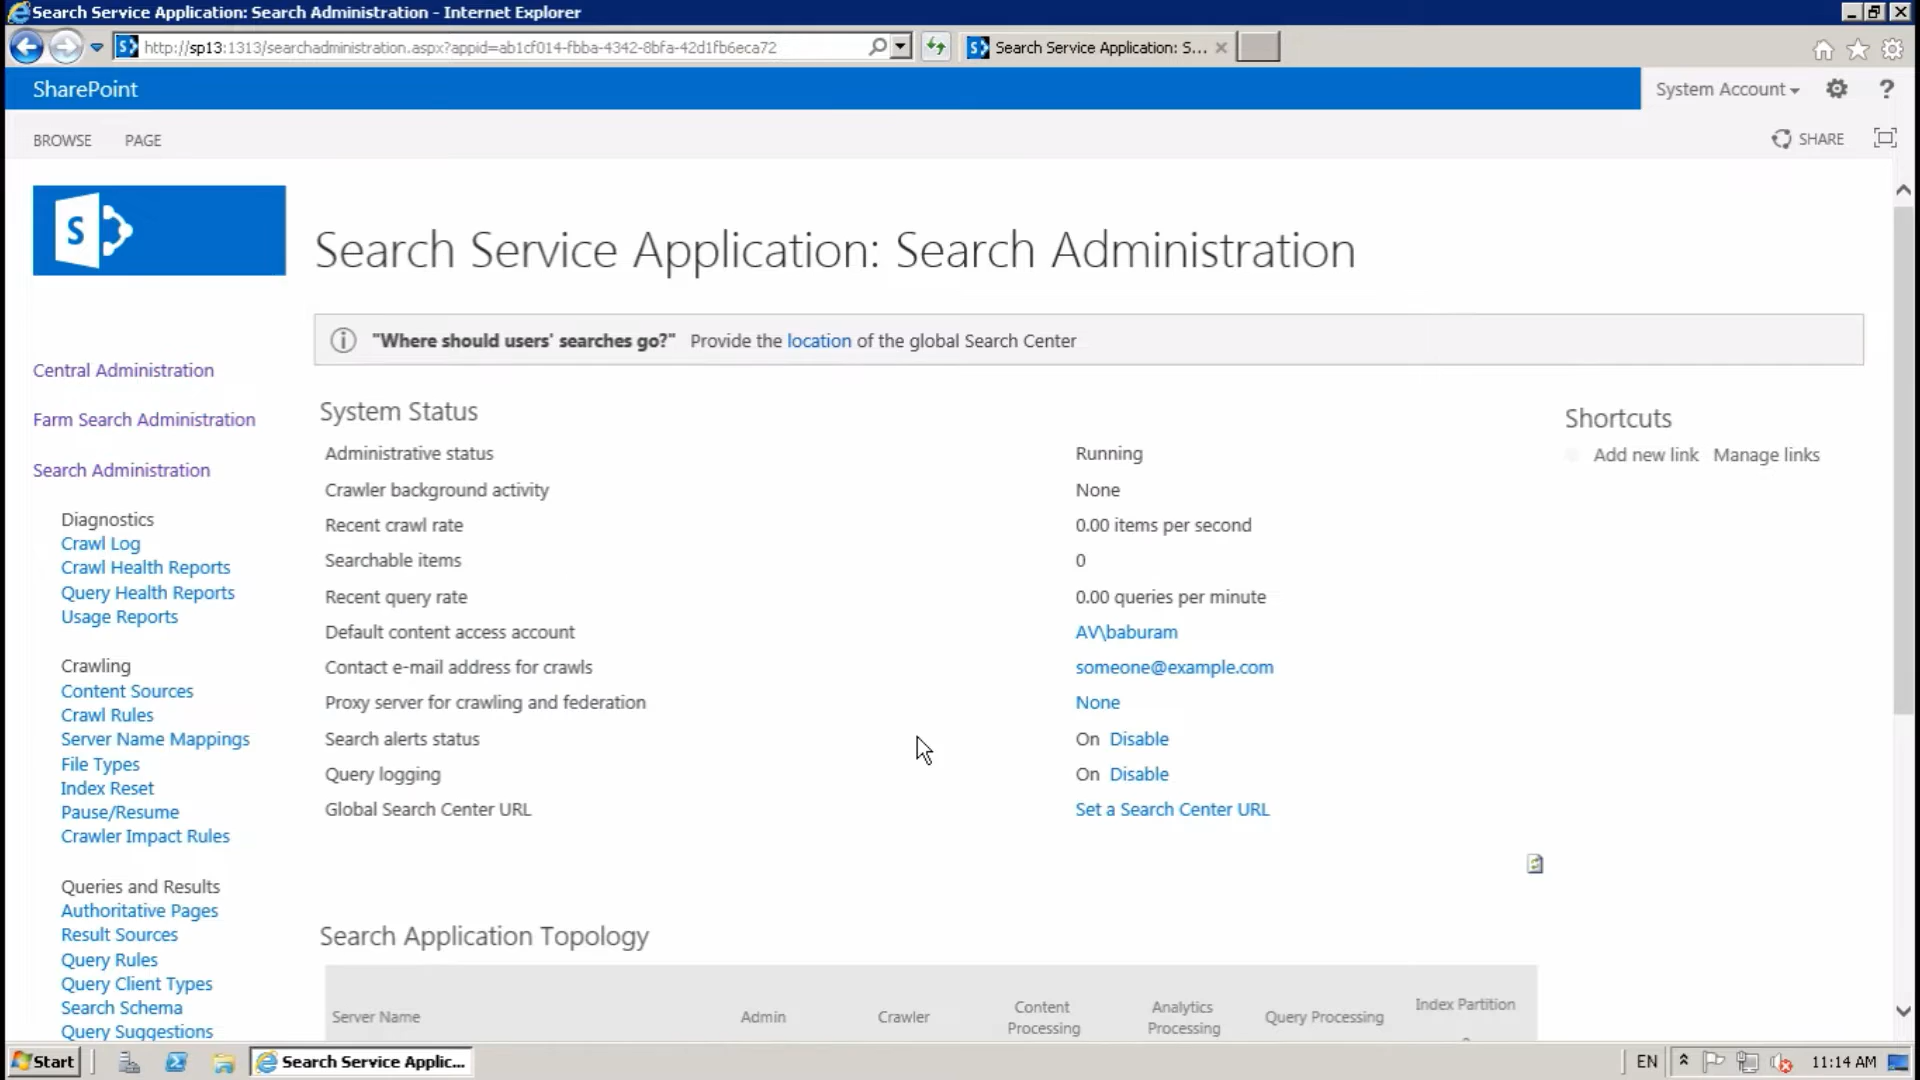 Search Service Application: Search Administration - Internet Explorer
http://sp13:1313/searchadministration.aspx?appid=ab1cf014-fbba-4342-8bfa-42d1fb6eca72
Search Service Application: S...
SharePoint
System Account
?
BROWSE PAGE
SHARE
S
Search Service Application: Search Administration
"Where should users' searches go?" Provide the location of the global Search Center
Central Administration
Farm Search Administration
Search Administration
Diagnostics
Crawl Log
Crawl Health Reports
Query Health Reports
Usage Reports
Crawling
Content Sources
Crawl Rules
Server Name Mappings
File Types
Index Reset
Pause/Resume
Crawler Impact Rules
Queries and Results
Authoritative Pages
Result Sources
Query Rules
Query Client Types
Search Schema
Query Suggestions
System Status
Administrative status Running
Crawler background activity None
Recent crawl rate 0.00 items per second
Searchable items 0
Recent query rate 0.00 queries per minute
Default content access account AV\baburam
Contact e-mail address for crawls someone@example.com
Proxy server for crawling and federation None
Search alerts status On Disable
Query logging On Disable
Global Search Center URL Set a Search Center URL
Shortcuts
Add new link Manage links
Search Application Topology
Server Name Admin Crawler Content Processing Analytics Processing Query Processing Index Partition
Start
Search Service Applic...
EN
11:14 AM